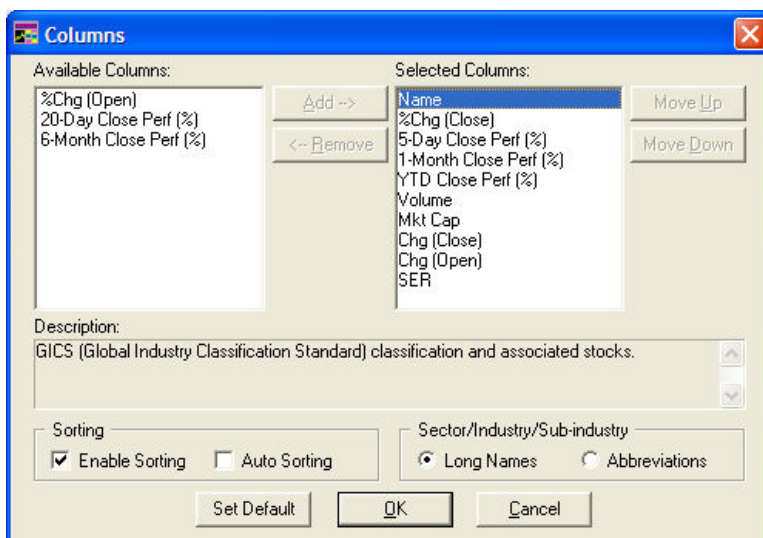 Columns
Available Columns:
%Chg (Open)
20-Day Close Perf (%)
6-Month Close Perf (%)
Add -->
<-- Remove
Selected Columns:
Name
%Chg (Close)
5-Day Close Perf (%)
1-Month Close Perf (%)
YTD Close Perf (%)
Volume
Mkt Cap
Chg (Close)
Chg (Open)
SER
Move Up
Move Down
Description:
GICS (Global Industry Classification Standard) classification and associated stocks.
Sorting
Enable Sorting Auto Sorting
Sector/Industry/Sub-industry
Long Names Abbreviations
Set Default OK Cancel